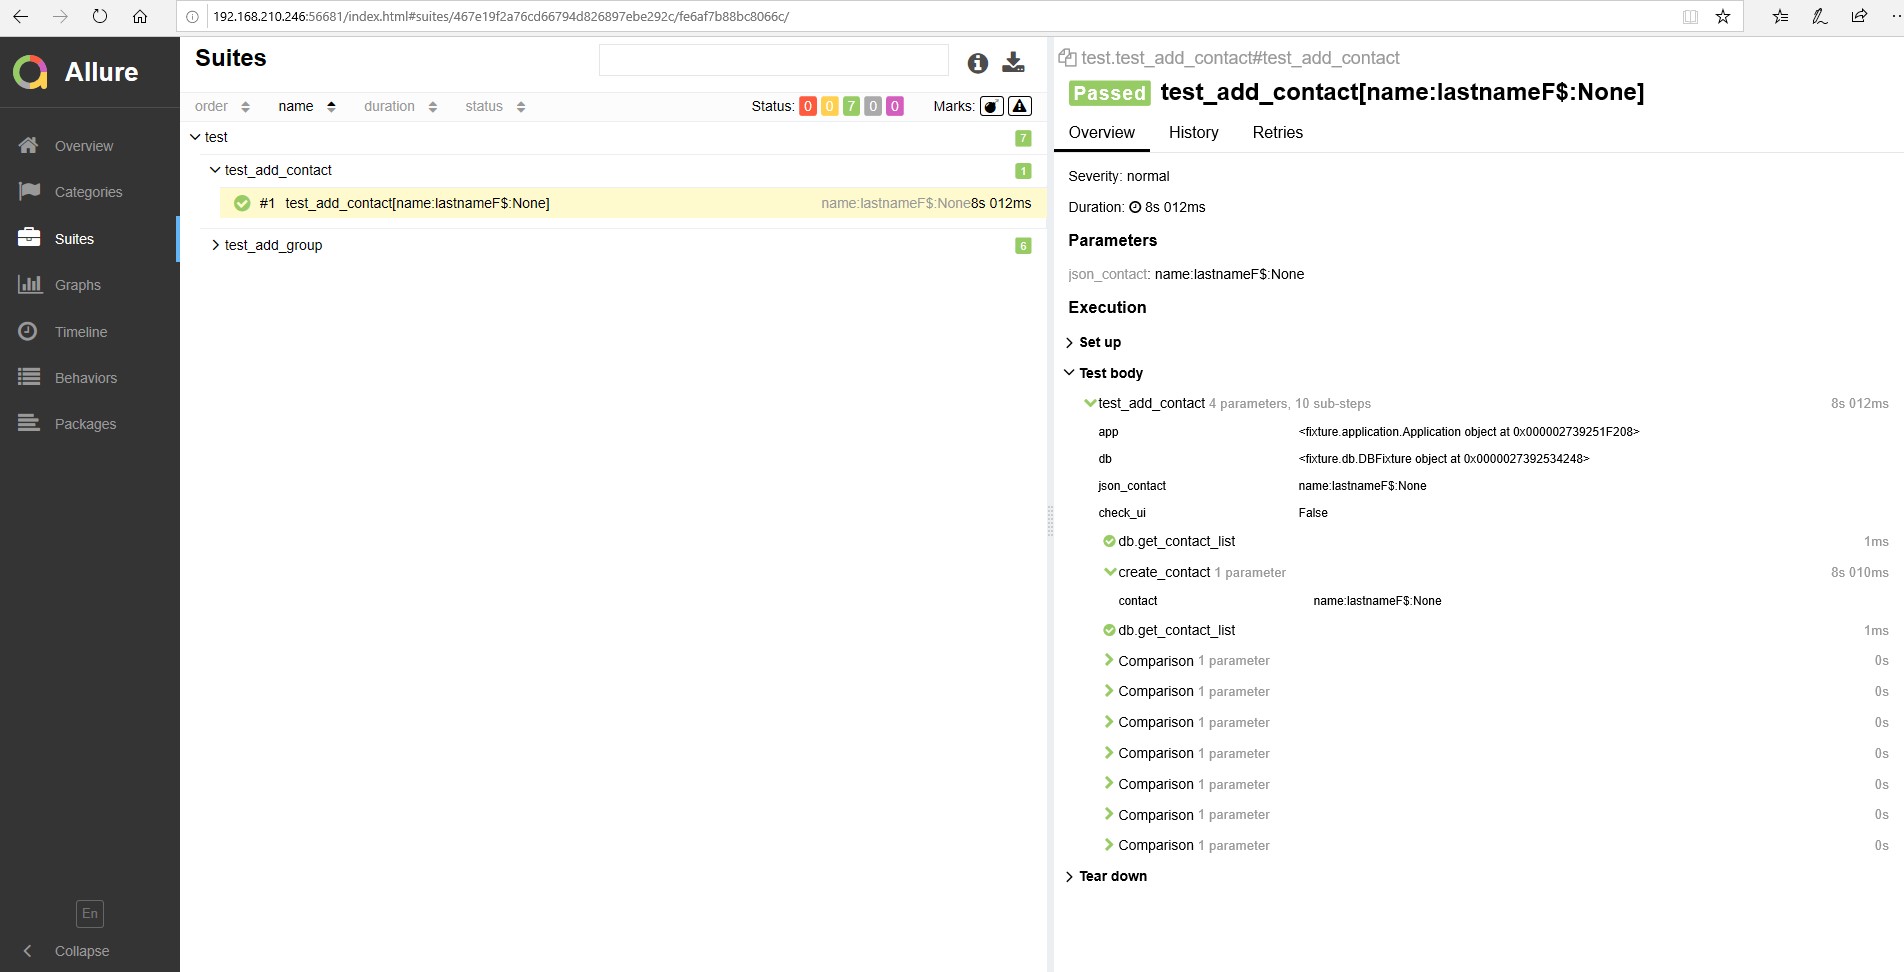 192.168.210.246:56681/index.html#suites/467e19f2a76cd66794d826897ebe292c/fe6af7b88bc8066c/
Allure
Overview
Categories
Suites
Graphs
Timeline
Behaviors
Packages
En
Collapse
Suites
order name duration status Status: 0 0 7 0 0 Marks:
test 7
test_add_contact 1
#1 test_add_contact[name:lastnameF$:None] name:lastnameF$:None8s 012ms
test_add_group 6
test.test_add_contact#test_add_contact
Passed test_add_contact[name:lastnameF$:None]
Overview History Retries
Severity: normal
Duration: 8s 012ms
Parameters
json_contact: name:lastnameF$:None
Execution
Set up
Test body
test_add_contact 4 parameters, 10 sub-steps 8s 012ms
app <fixture.application.Application object at 0x000002739251F208>
db <fixture.db.DBFixture object at 0x0000027392534248>
json_contact name:lastnameF$:None
check_ui False
db.get_contact_list 1ms
create_contact 1 parameter 8s 010ms
contact name:lastnameF$:None
db.get_contact_list 1ms
Comparison 1 parameter 0s
Comparison 1 parameter 0s
Comparison 1 parameter 0s
Comparison 1 parameter 0s
Comparison 1 parameter 0s
Comparison 1 parameter 0s
Comparison 1 parameter 0s
Tear down